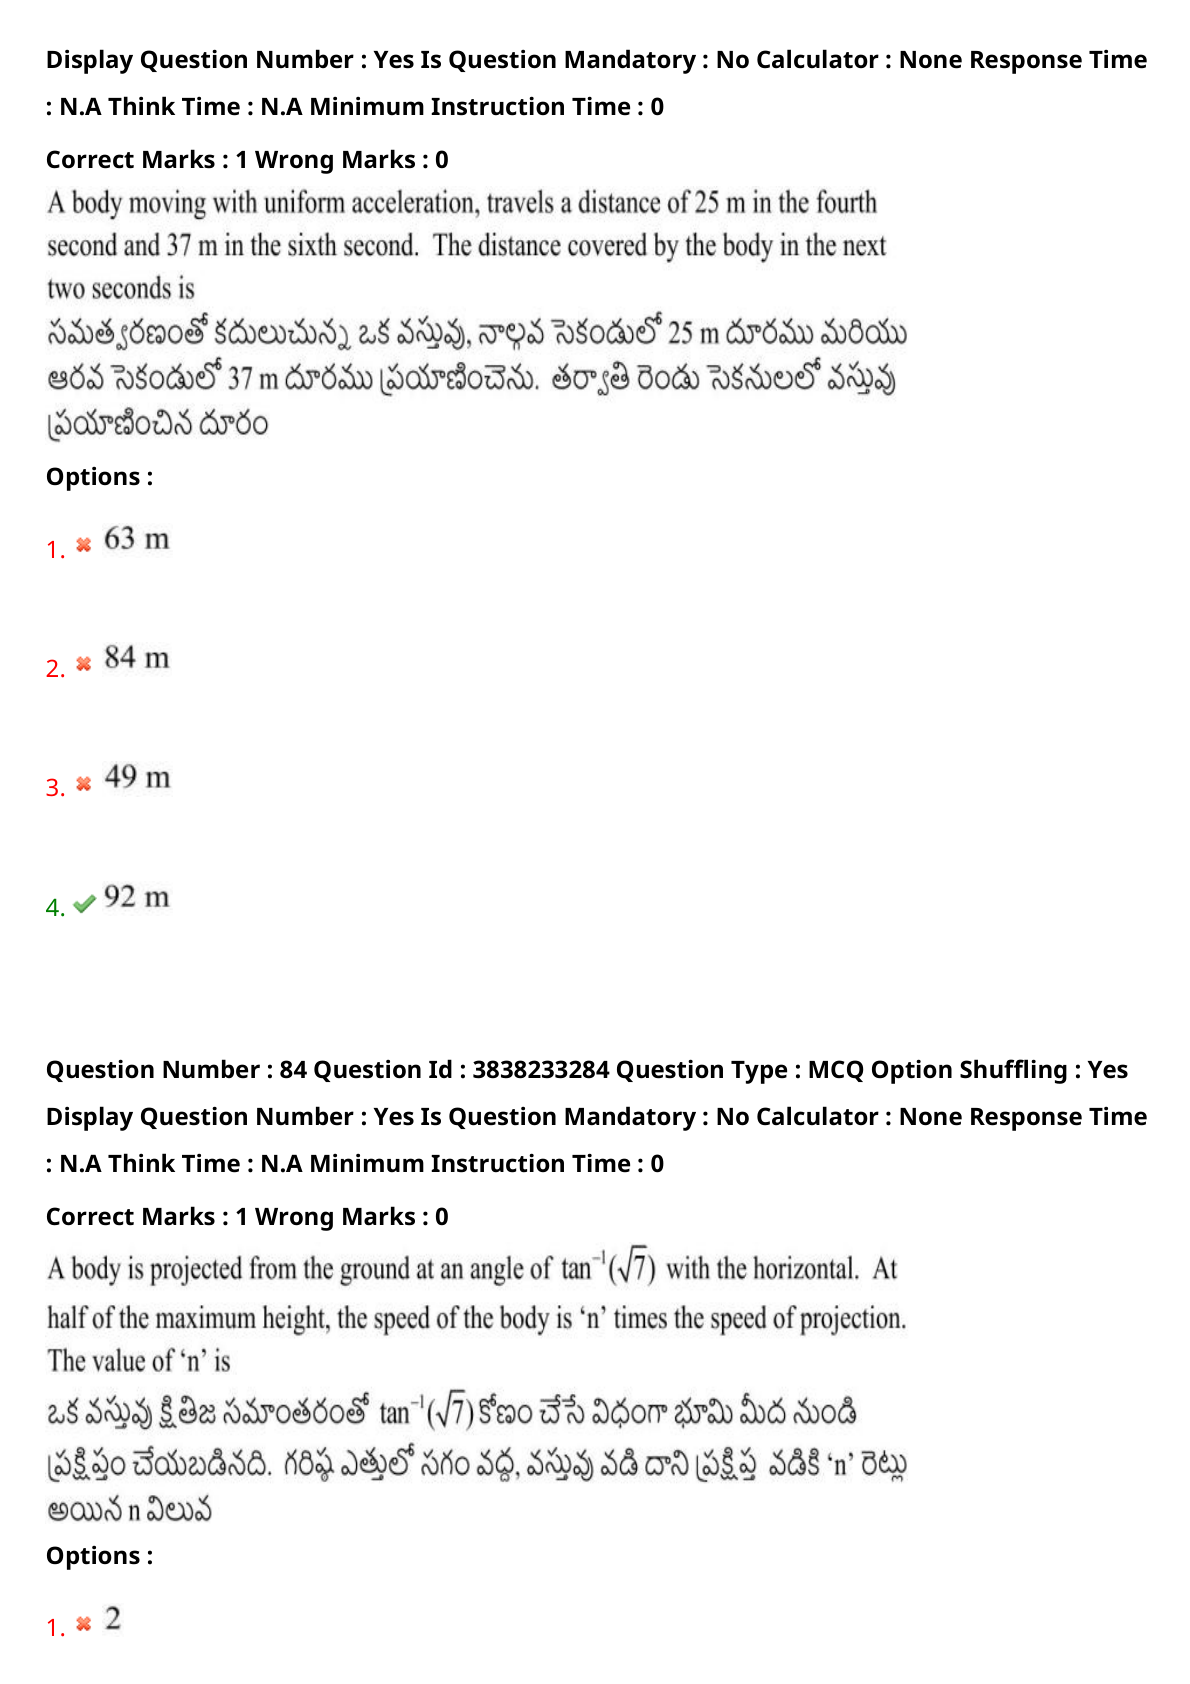 Display Question Number : Yes Is Question Mandatory : No Calculator : None Response Time
: N.A Think Time : N.A Minimum Instruction Time : 0
Correct Marks : 1 Wrong Marks : 0
A body moving with uniform acceleration, travels a distance of 25 m in the fourth
second and 37 m in the sixth second. The distance covered by the body in the next
two seconds is
సమత్వరణంతో కదులుచున్న ఒక వస్తువు, నాల్గవ సెకండులో 25 m దూరము మరియు
ఆరవ సెకండులో 37 m దూరము ప్రయాణించెను. తర్వాతి రెండు సెకనులలో వస్తువు
ప్రయాణించిన దూరం
Options :
1. 63 m
2. 84 m
3. 49 m
4. 92 m
Question Number : 84 Question Id : 3838233284 Question Type : MCQ Option Shuffling : Yes
Display Question Number : Yes Is Question Mandatory : No Calculator : None Response Time
: N.A Think Time : N.A Minimum Instruction Time : 0
Correct Marks : 1 Wrong Marks : 0
A body is projected from the ground at an angle of tan⁻¹(√7) with the horizontal. At
half of the maximum height, the speed of the body is ‘n’ times the speed of projection.
The value of ‘n’ is
ఒక వస్తువు క్షితిజ సమాంతరంతో tan⁻¹(√7) కోణం చేసే విధంగా భూమి మీద నుండి
ప్రక్షిప్తం చేయబడినది. గరిష్ఠ ఎత్తులో సగం వద్ద, వస్తువు వడి దాని ప్రక్షిప్త వడికి ‘n’ రెట్లు
అయిన n విలువ
Options :
1. 2